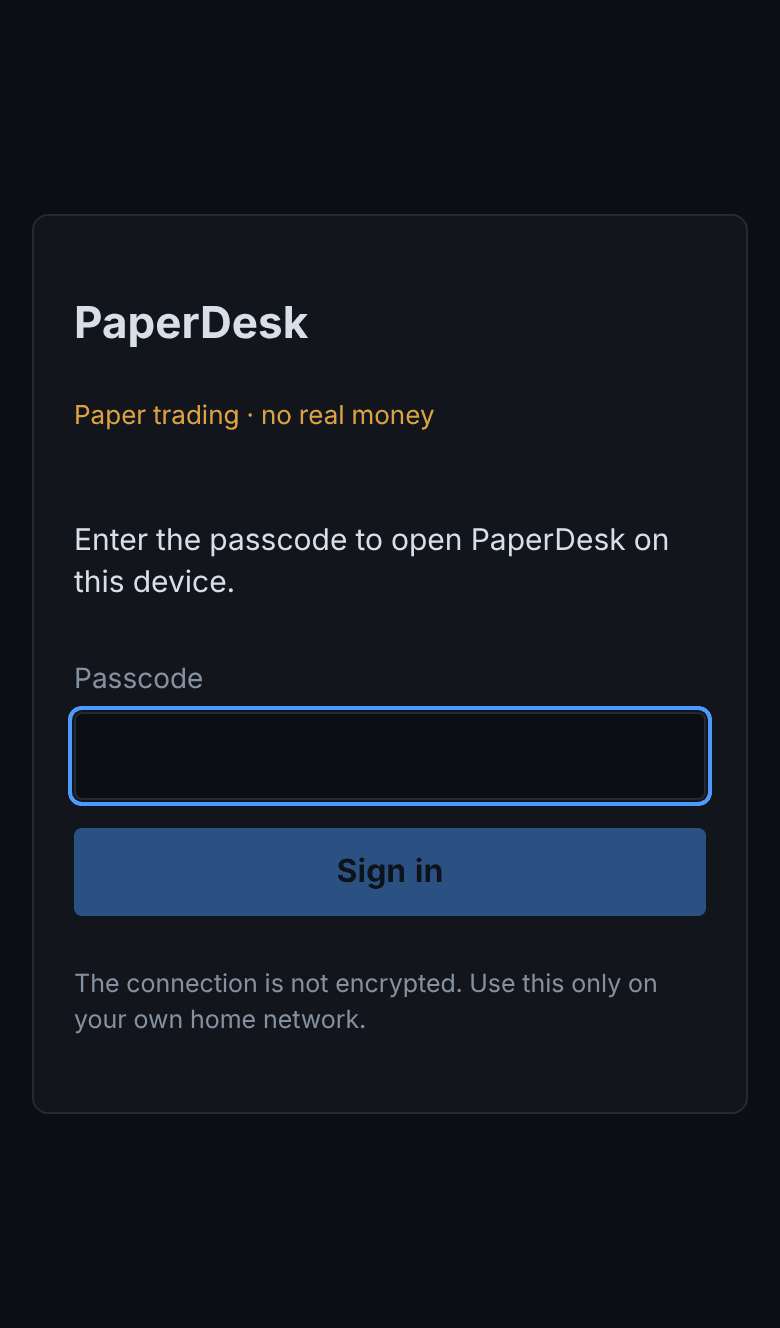 PaperDesk
Paper trading · no real money
Enter the passcode to open PaperDesk on
this device.
Passcode
Sign in
The connection is not encrypted. Use this only on
your own home network.